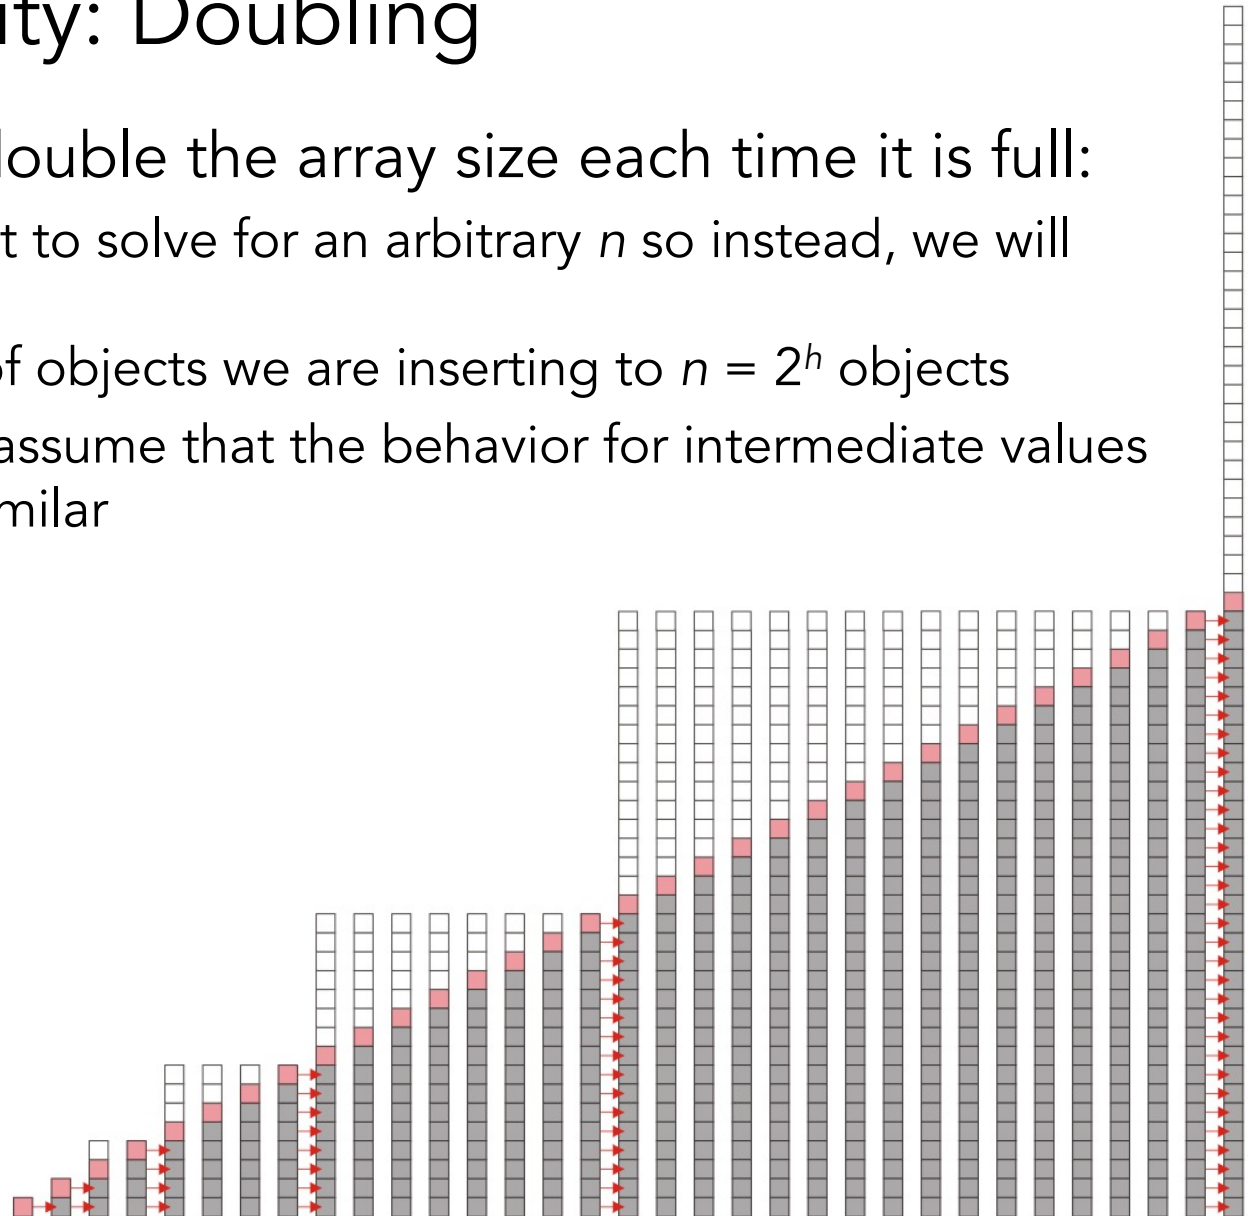 ity: Doubling
double the array size each time it is full:
t to solve for an arbitrary n so instead, we will
of objects we are inserting to n = 2ʰ objects
assume that the behavior for intermediate values
milar